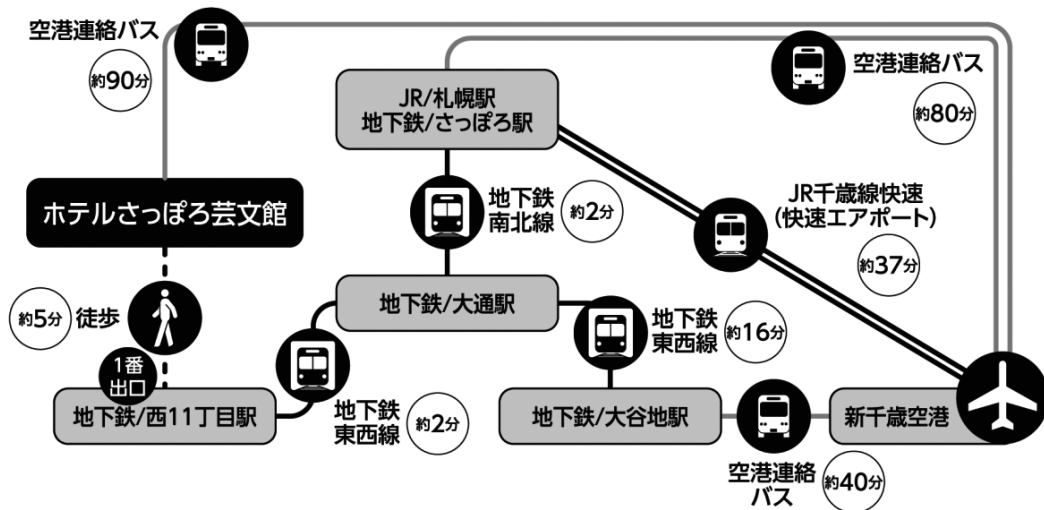 空港連絡バス
約90分
空港連絡バス
約80分
JR/札幌駅
地下鉄/さっぽろ駅
ホテルさっぽろ芸文館
地下鉄
南北線
約2分
JR千歳線快速
(快速エアポート)
約37分
約5分
徒歩
地下鉄/大通駅
地下鉄
東西線
約16分
1番
出口
地下鉄/西11丁目駅
地下鉄
東西線
約2分
地下鉄/大谷地駅
新千歳空港
空港連絡
バス
約40分